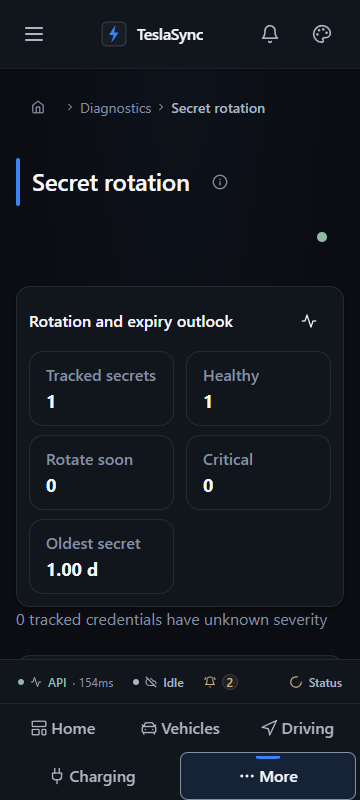 TeslaSync
Diagnostics Secret rotation
Secret rotation
Rotation and expiry outlook
Tracked secrets Healthy
1 1
Rotate soon Critical
0 0
Oldest secret
1.00 d
0 tracked credentials have unknown severity
API · 154ms Idle 2 Status
Home Vehicles Driving
Charging More